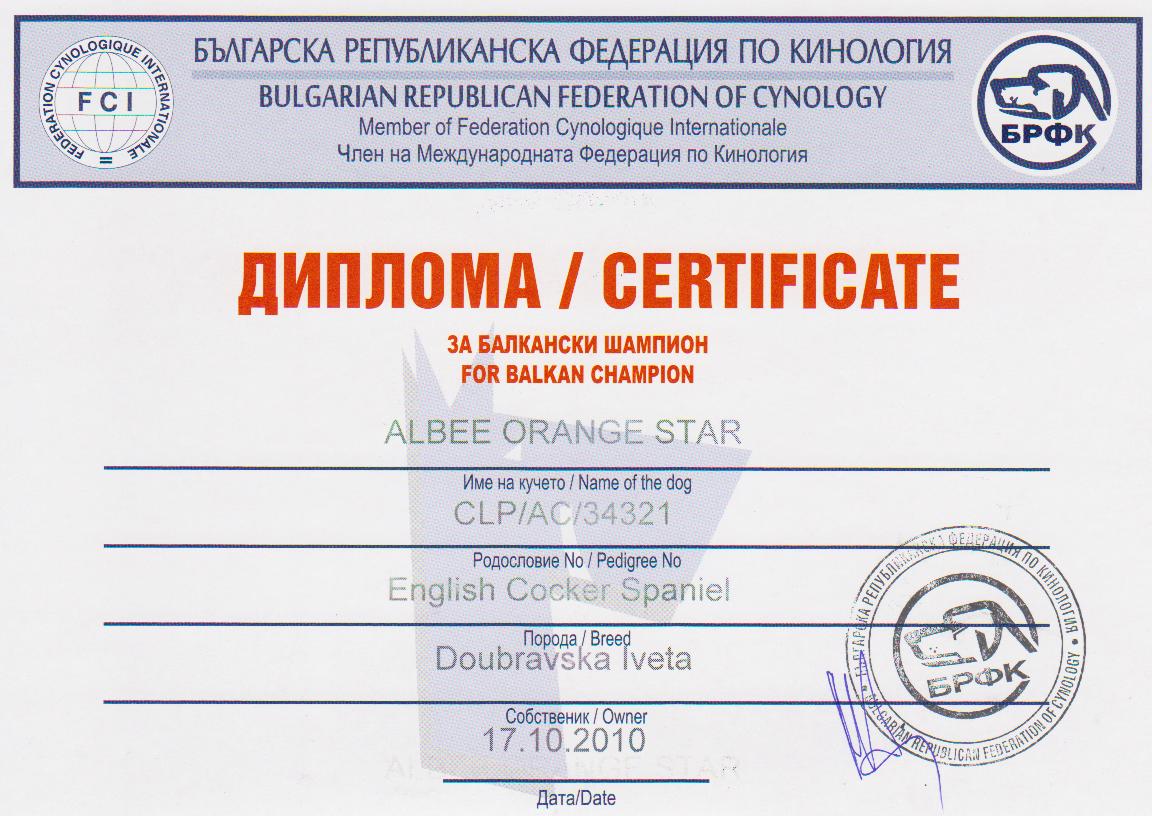 БЪЛГАРСКА РЕПУБЛИКАНСКА ФЕДЕРАЦИЯ ПО КИНОЛОГИЯ
FEDERATION CYNOLOGIQUE INTERNATIONALE
FCI
BULGARIAN REPUBLICAN FEDERATION OF CYNOLOGY
БРФК
Member of Federation Cynologique Internationale
Член на Международната Федерация по Кинология
ДИПЛОМА / CERTIFICATE
ЗА БАЛКАНСКИ ШАМПИОН
FOR BALKAN CHAMPION
ALBEE ORANGE STAR
Име на кучето / Name of the dog
CLP/AC/34321
Родословие No / Pedigree No
English Cocker Spaniel
Порода / Breed
Doubravska Iveta
Собственик / Owner
17.10.2010
ALBEE ORANGE STAR
Дата/Date
БЪЛГАРСКА РЕПУБЛИКАНСКА ФЕДЕРАЦИЯ ПО КИНОЛОГИЯ
БРФК
BULGARIAN REPUBLICAN FEDERATION OF CYNOLOGY